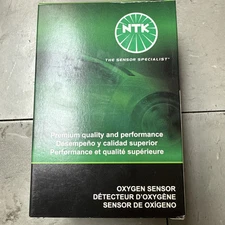 NTK
THE SENSOR SPECIALIST
Premium quality and performance
Desempeño y calidad superior
Performance et qualité supérieure
OXYGEN SENSOR
DÉTECTEUR D'OXYGÈNE
SENSOR DE OXÍGENO